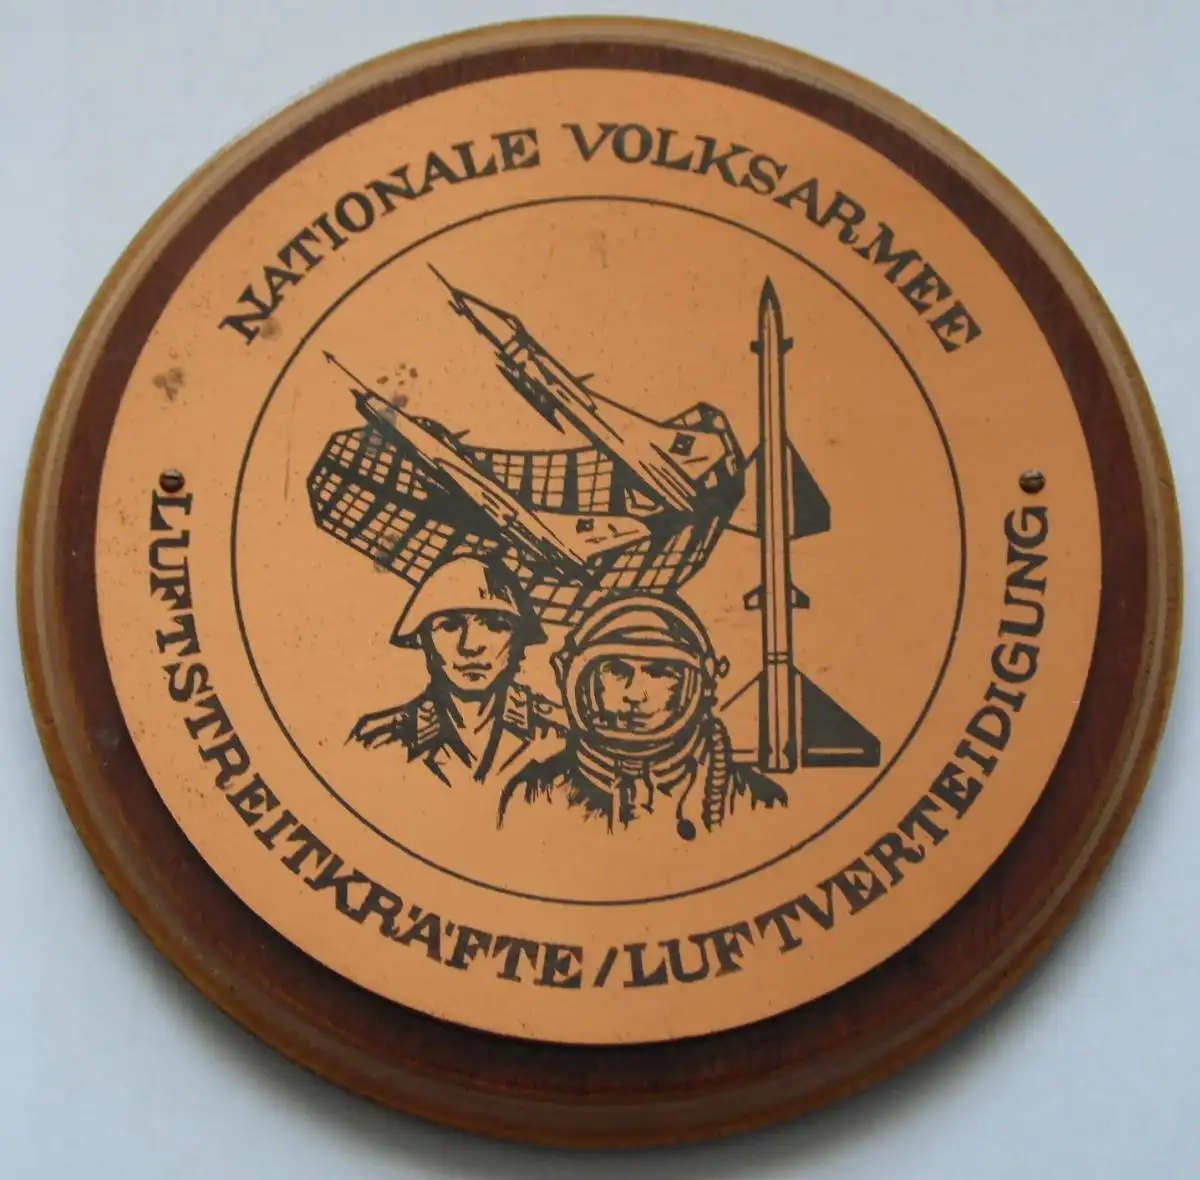 NATIONALE VOLKSARMEE
LUFTSTREITKRÄFTE/LUFTVERTEIDIGUNG